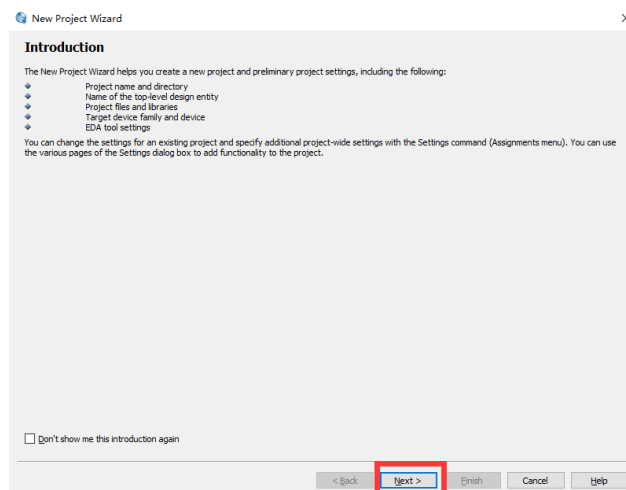 New Project Wizard
Introduction
The New Project Wizard helps you create a new project and preliminary project settings, including the following:
Project name and directory
Name of the top-level design entity
Project files and libraries
Target device family and device
EDA tool settings
You can change the settings for an existing project and specify additional project-wide settings with the Settings command (Assignments menu). You can use
the various pages of the Settings dialog box to add functionality to the project.
Don't show me this introduction again
< Back Next > Finish Cancel Help